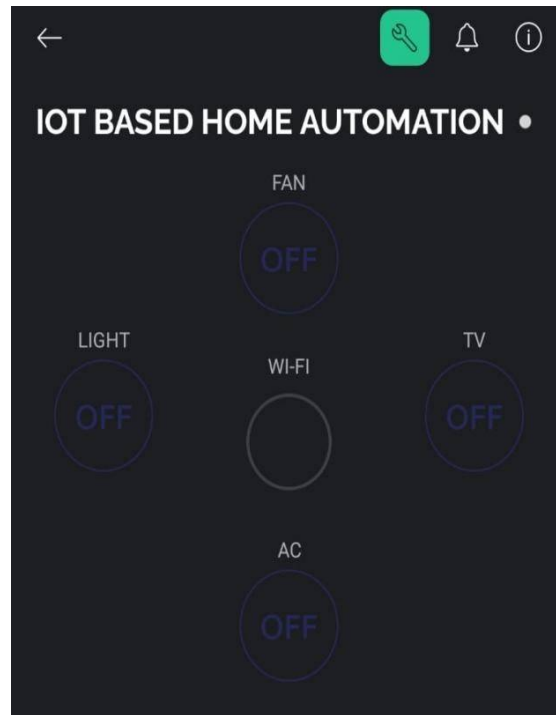 IOT BASED HOME AUTOMATION
FAN
OFF
LIGHT
WI-FI
TV
OFF
OFF
AC
OFF